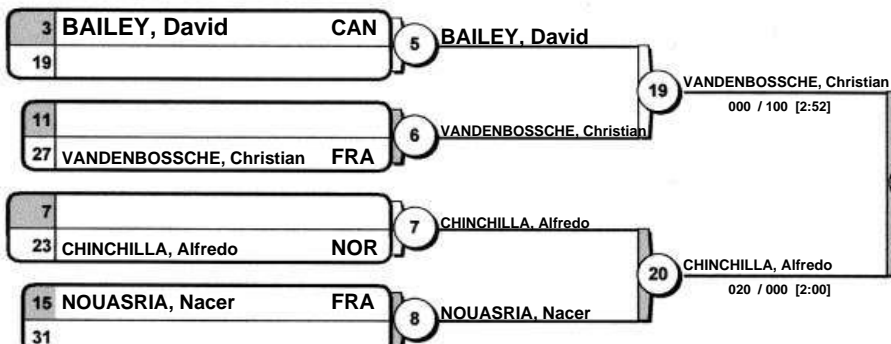 3 BAILEY, David CAN
19
5 BAILEY, David
11
27 VANDENBOSSCHE, Christian FRA
6 VANDENBOSSCHE, Christian
19 VANDENBOSSCHE, Christian
000 / 100 [2:52]
7
23 CHINCHILLA, Alfredo NOR
7 CHINCHILLA, Alfredo
15 NOUASRIA, Nacer FRA
31
8 NOUASRIA, Nacer
20 CHINCHILLA, Alfredo
020 / 000 [2:00]